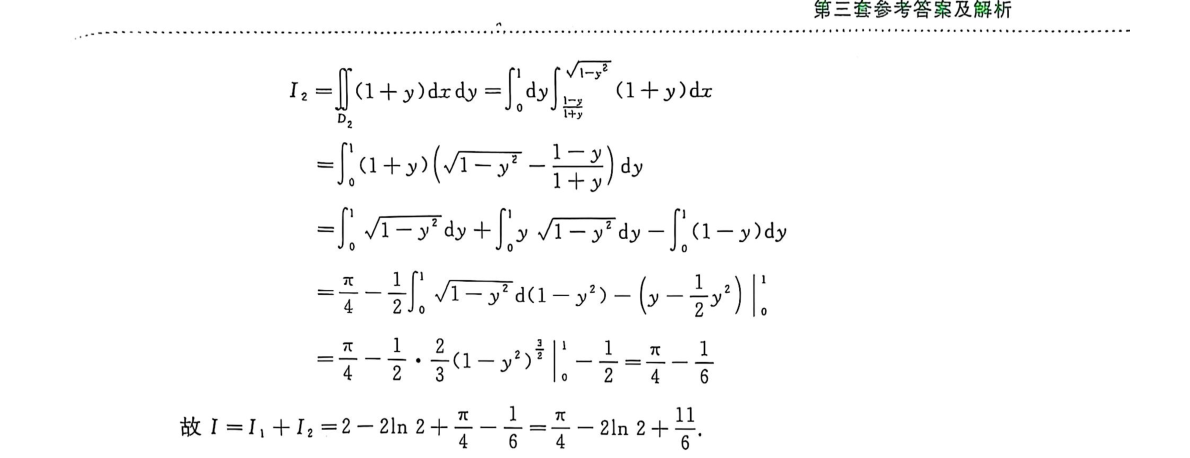 第三套参考答案及解析
I₂ = ∬_{D₂} (1+y)dxdy = ∫₀¹ dy ∫_{(1−y)/(1+y)}^{√(1−y²)} (1+y)dx
= ∫₀¹ (1+y)(√(1−y²) − (1−y)/(1+y)) dy
= ∫₀¹ √(1−y²) dy + ∫₀¹ y √(1−y²) dy − ∫₀¹ (1−y)dy
= π/4 − 1/2 ∫₀¹ √(1−y²) d(1−y²) − (y − 1/2 y²) |₀¹
= π/4 − 1/2 · 2/3 (1−y²)^{3/2} |₀¹ − 1/2 = π/4 − 1/6
故 I = I₁ + I₂ = 2 − 2ln 2 + π/4 − 1/6 = π/4 − 2ln 2 + 11/6.